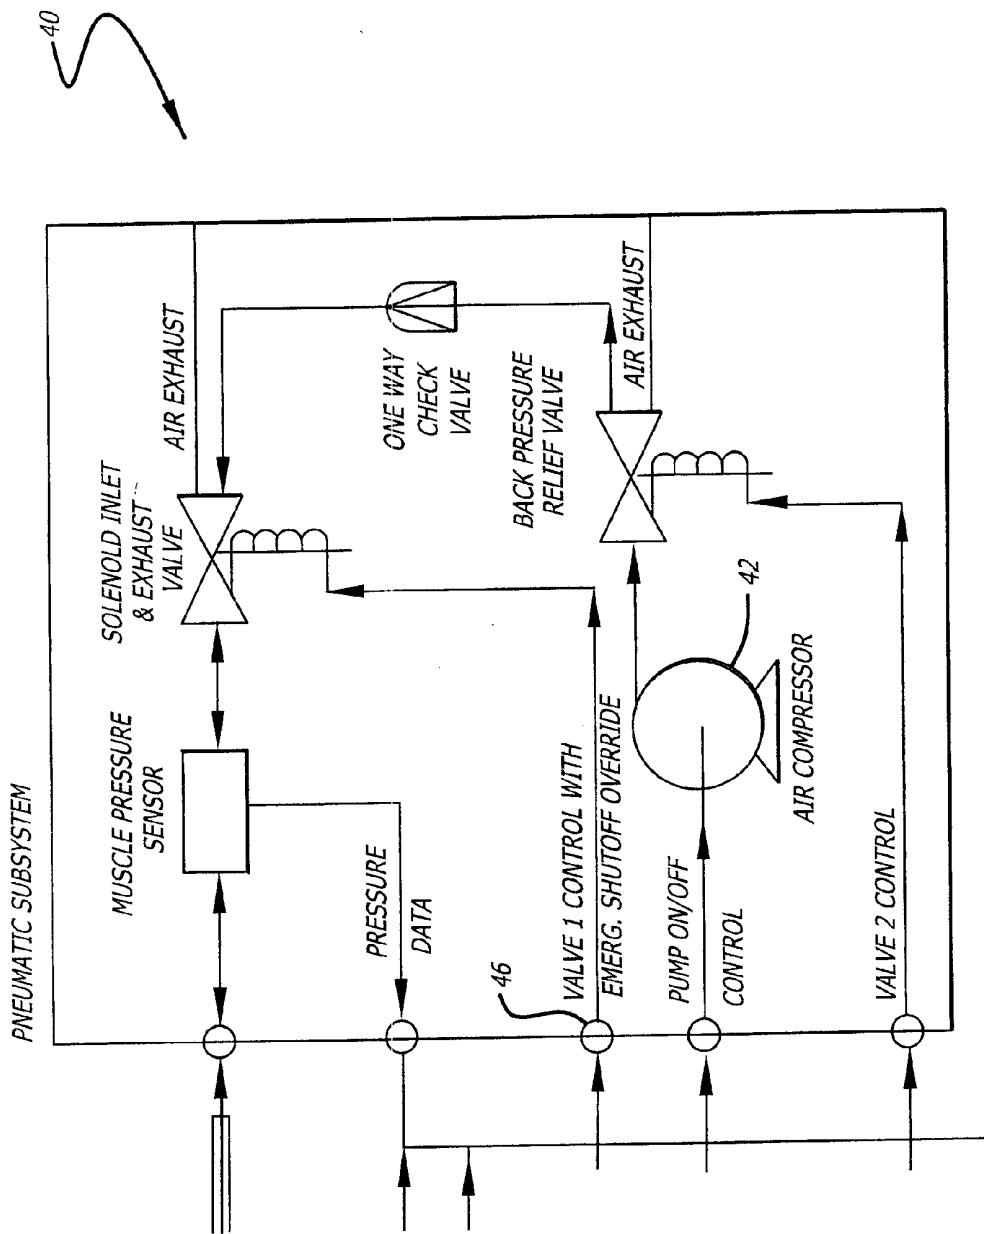 40
PNEUMATIC SUBSYSTEM
MUSCLE PRESSURE
SENSOR
SOLENOLD INLET
& EXHAUST
VALVE
AIR EXHAUST
PRESSURE
DATA
ONE WAY
CHECK
VALVE
46
VALVE 1 CONTROL WITH
EMERG. SHUTOFF OVERRIDE
BACK PRESSURE
RELIEF VALVE
AIR EXHAUST
PUMP ON/OFF
CONTROL
42
AIR COMPRESSOR
VALVE 2 CONTROL